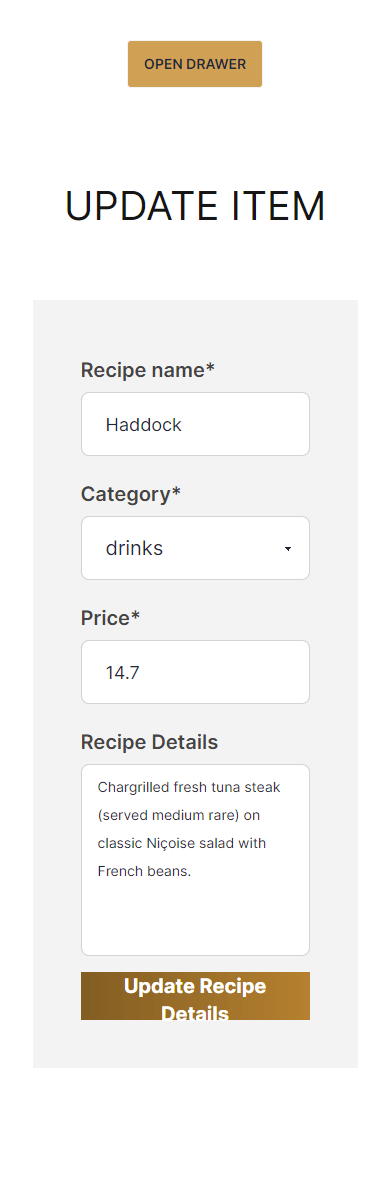 OPEN DRAWER
UPDATE ITEM
Recipe name*
Haddock
Category*
drinks
Price*
14.7
Recipe Details
Chargrilled fresh tuna steak
(served medium rare) on
classic Niçoise salad with
French beans.
Update Recipe
Details